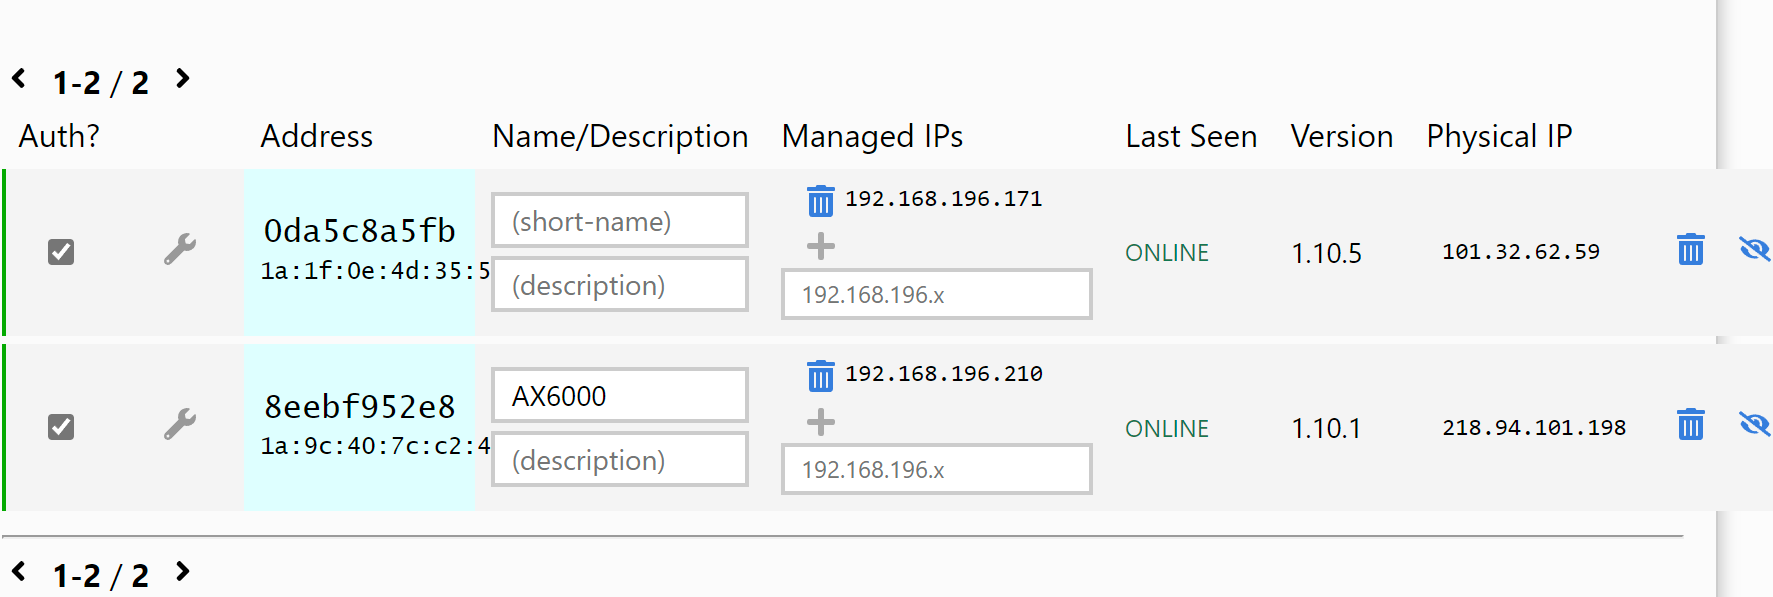 1-2 / 2
Auth? Address Name/Description Managed IPs Last Seen Version Physical IP
0da5c8a5fb
1a:1f:0e:4d:35:5
(short-name)
(description)
192.168.196.171
192.168.196.x
ONLINE
1.10.5
101.32.62.59
8eebf952e8
1a:9c:40:7c:c2:4
AX6000
(description)
192.168.196.210
192.168.196.x
ONLINE
1.10.1
218.94.101.198
1-2 / 2